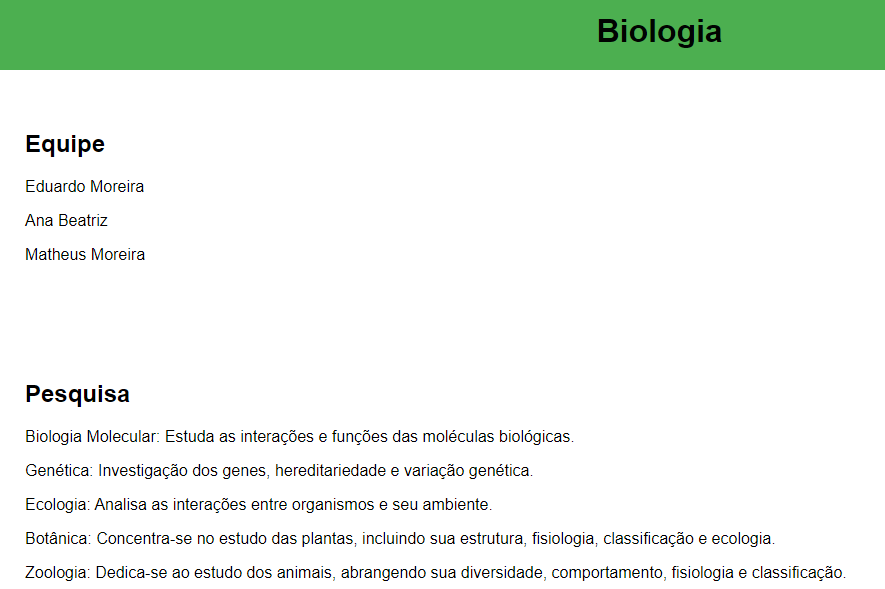 Biologia
Equipe
Eduardo Moreira
Ana Beatriz
Matheus Moreira
Pesquisa
Biologia Molecular: Estuda as interações e funções das moléculas biológicas.
Genética: Investigação dos genes, hereditariedade e variação genética.
Ecologia: Analisa as interações entre organismos e seu ambiente.
Botânica: Concentra-se no estudo das plantas, incluindo sua estrutura, fisiologia, classificação e ecologia.
Zoologia: Dedica-se ao estudo dos animais, abrangendo sua diversidade, comportamento, fisiologia e classificação.